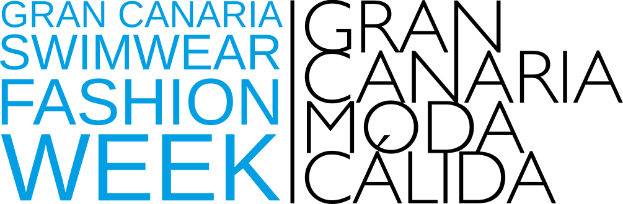 GRAN CANARIA
SWIMWEAR
FASHION
WEEK
GRAN
CANARIA
MODA
CÁLIDA